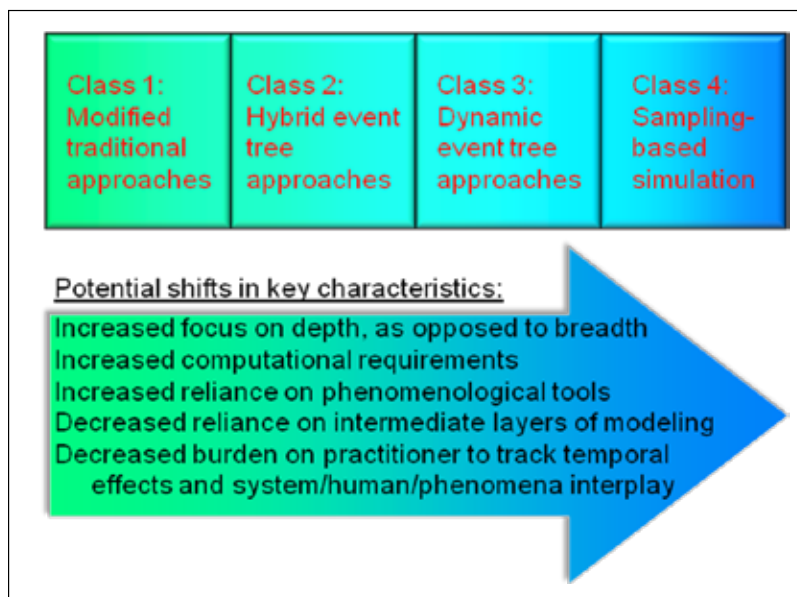 Class 1:
Modified
traditional
approaches
Class 2:
Hybrid event
tree
approaches
Class 3:
Dynamic
event tree
approaches
Class 4:
Sampling-
based
simulation
Potential shifts in key characteristics:
Increased focus on depth, as opposed to breadth
Increased computational requirements
Increased reliance on phenomenological tools
Decreased reliance on intermediate layers of modeling
Decreased burden on practitioner to track temporal
effects and system/human/phenomena interplay